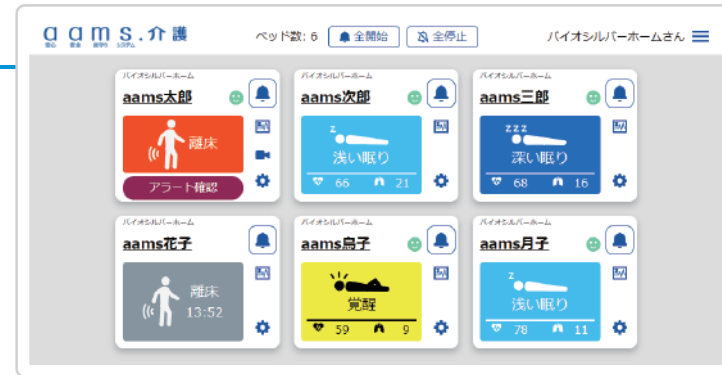 aams.介護
安心 安全 見守り システム
ベッド数: 6 全開始 全停止
バイオシルバーホームさん
バイオシルバーホーム
aams太郎
離床
アラート確認
バイオシルバーホーム
aams次郎
z
浅い眠り
66 21
バイオシルバーホーム
aams三郎
zzz
深い眠り
68 16
バイオシルバーホーム
aams花子
離床
13:52
バイオシルバーホーム
aams鳥子
覚醒
59 9
バイオシルバーホーム
aams月子
z
浅い眠り
78 11